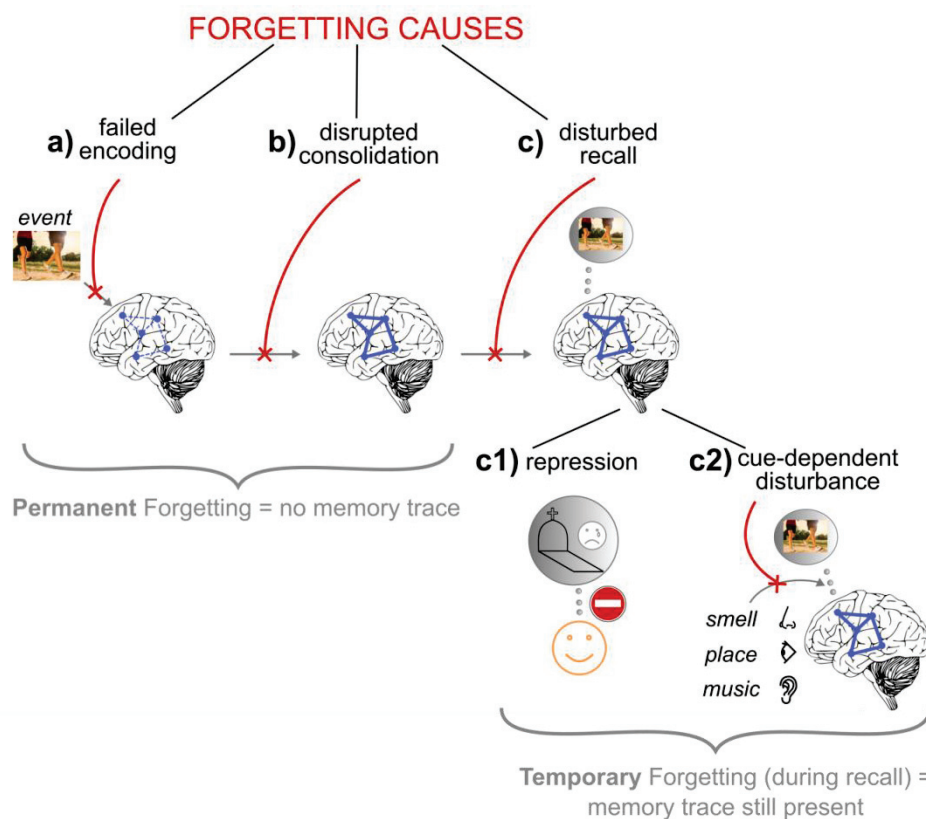 FORGETTING CAUSES
a) failed
encoding
b) disrupted
consolidation
c) disturbed
recall
event
Permanent Forgetting = no memory trace
c1) repression
c2) cue-dependent
disturbance
smell
place
music
Temporary Forgetting (during recall) =
memory trace still present